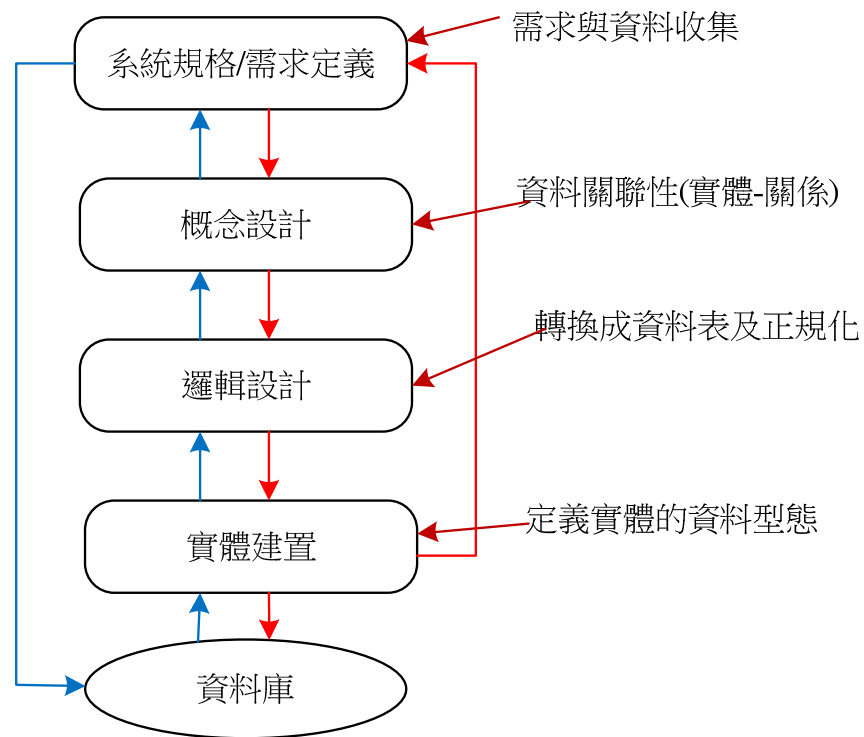 需求與資料收集
系統規格/需求定義
資料關聯性(實體-關係)
概念設計
轉換成資料表及正規化
邏輯設計
定義實體的資料型態
實體建置
資料庫